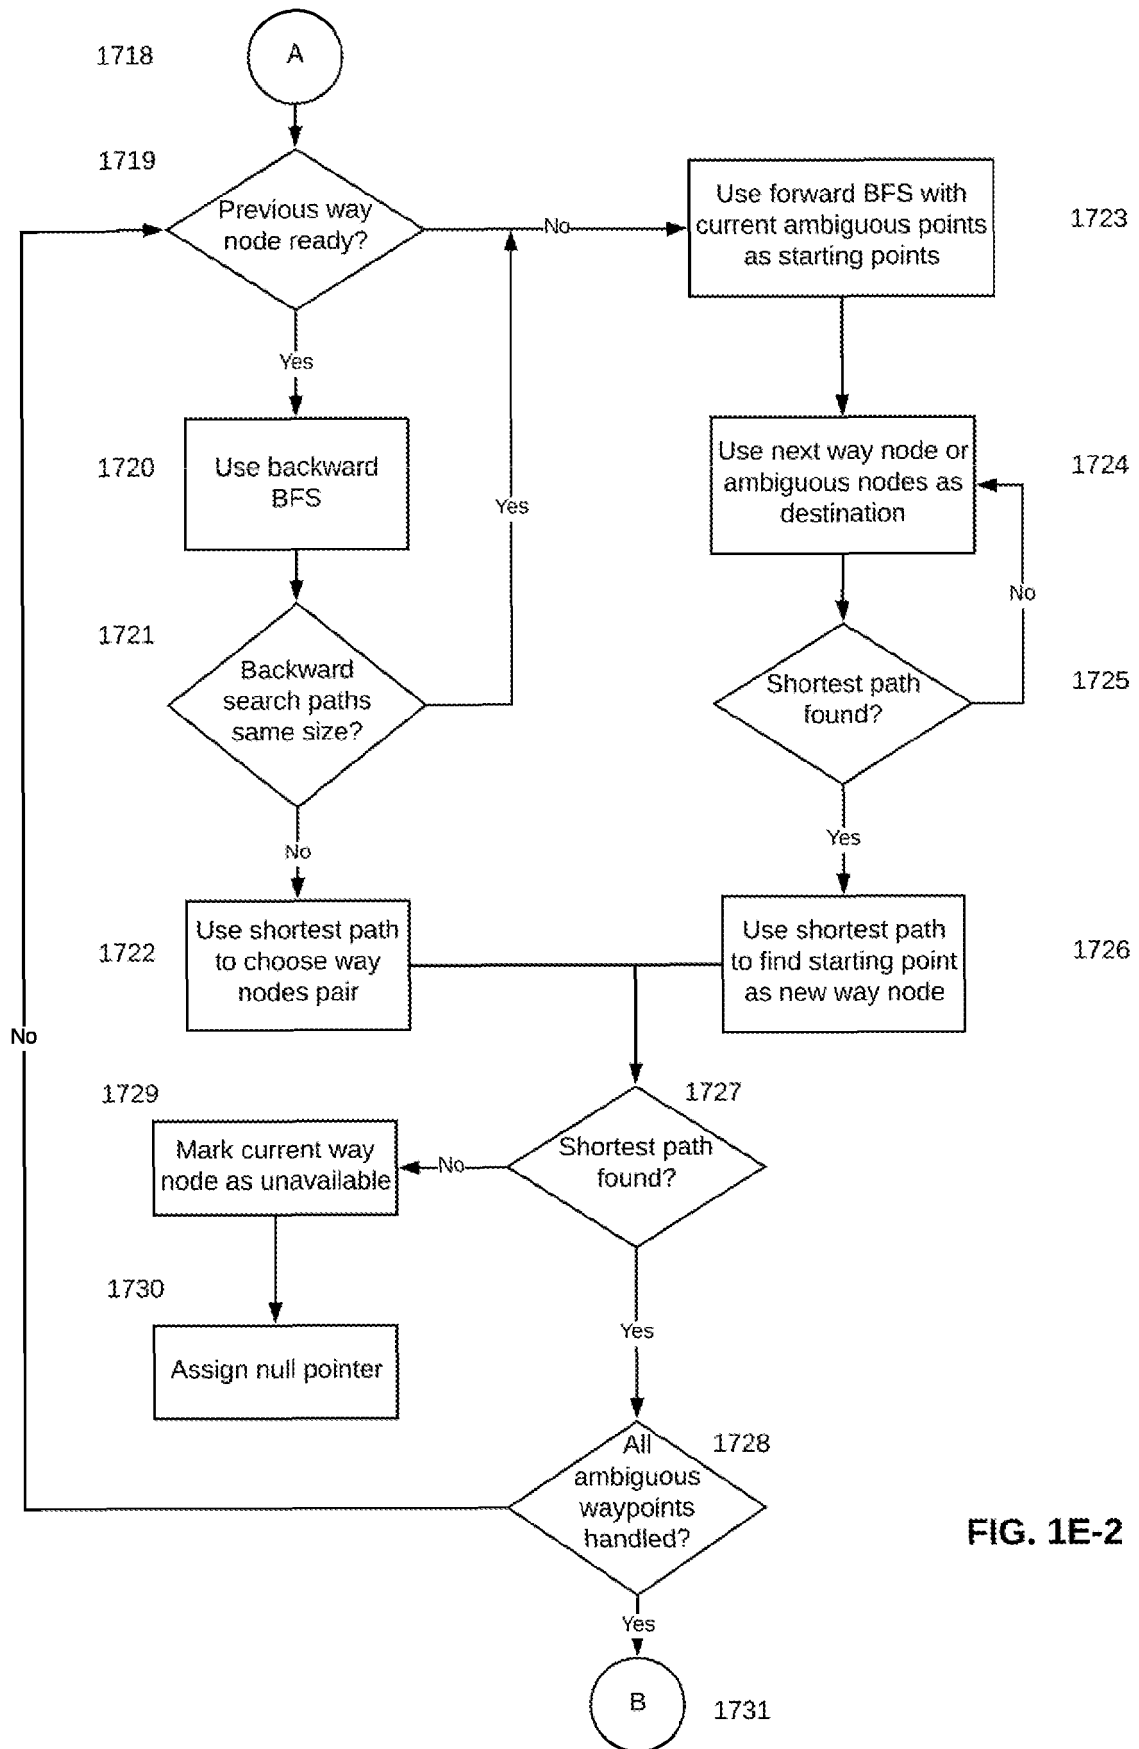 1718
A
1719
Previous way
node ready?
No
Use forward BFS with
current ambiguous points
as starting points
1723
Yes
1720
Use backward
BFS
Yes
Use next way node or
ambiguous nodes as
destination
1724
No
1721
Backward
search paths
same size?
Shortest path
found?
1725
No
Yes
1722
Use shortest path
to choose way
nodes pair
Use shortest path
to find starting point
as new way node
1726
No
1729
Mark current way
node as unavailable
No
1727
Shortest path
found?
1730
Assign null pointer
Yes
1728
All
ambiguous
waypoints
handled?
FIG. 1E-2
Yes
B
1731